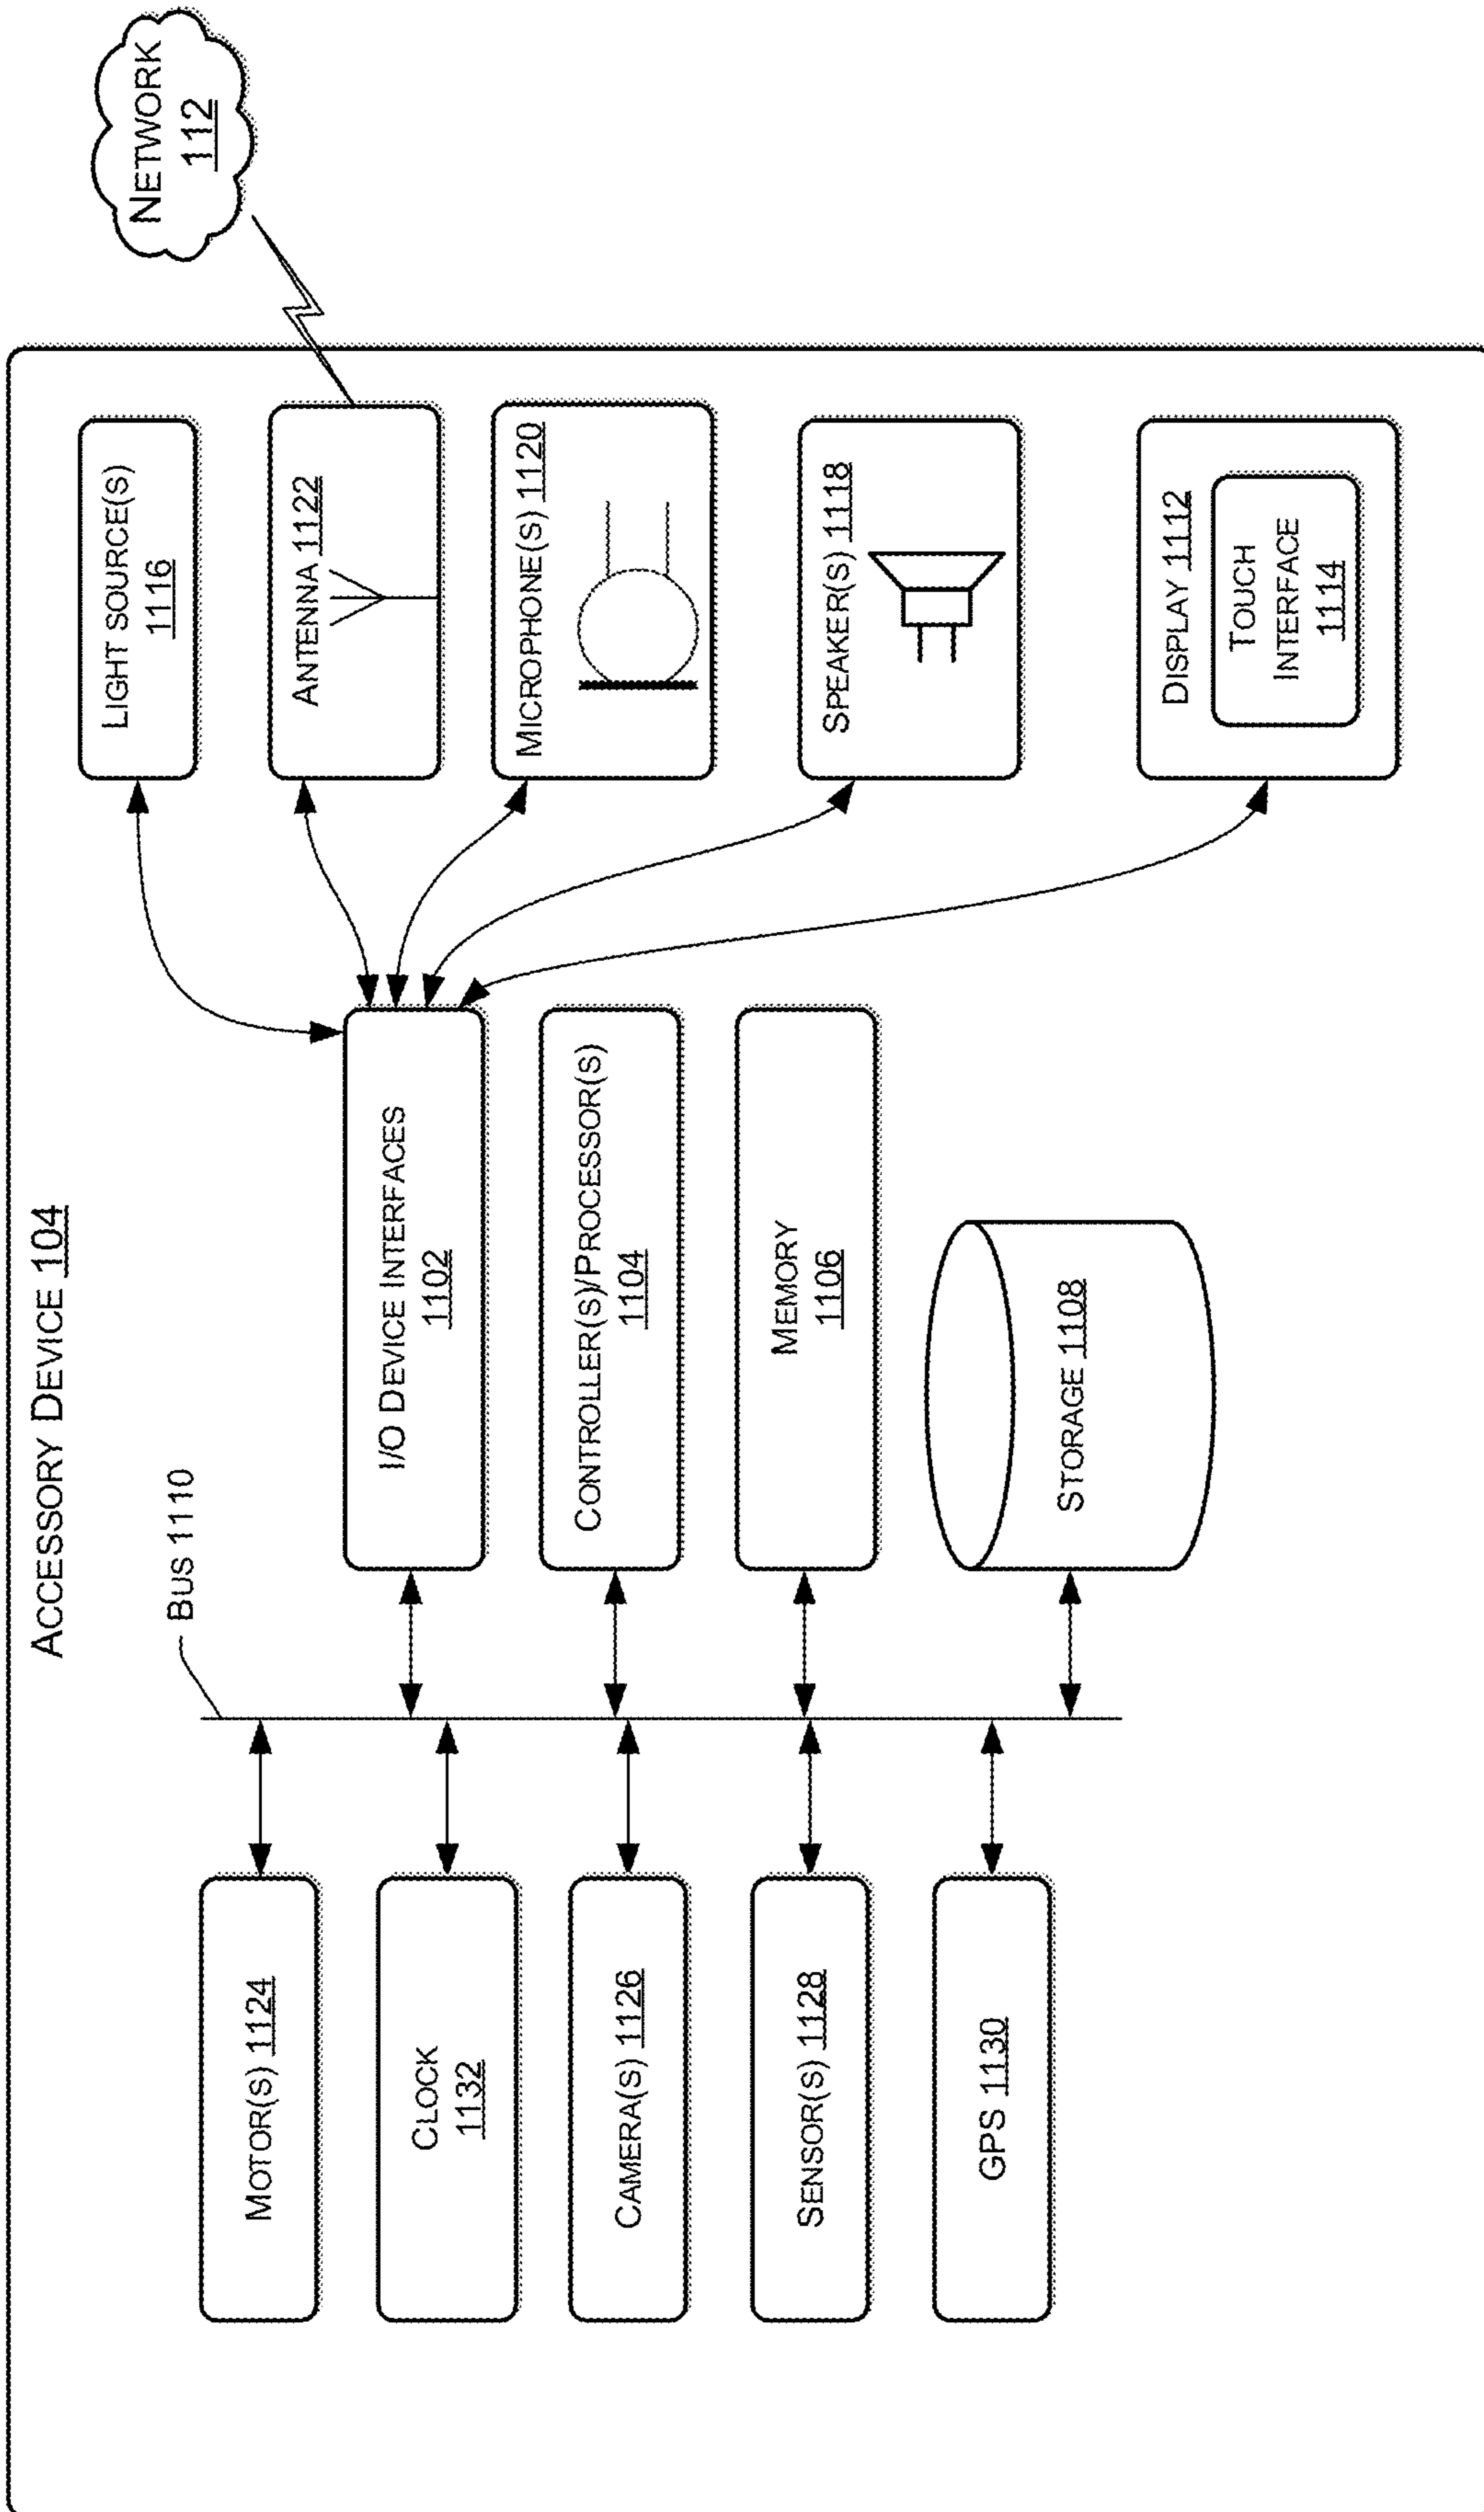 ACCESSORY DEVICE 104
BUS 1110
MOTOR(S) 1124
CLOCK
1132
CAMERA(S) 1126
SENSOR(S) 1128
GPS 1130
I/O DEVICE INTERFACES
1102
CONTROLLER(S)/PROCESSOR(S)
1104
MEMORY
1106
STORAGE 1108
LIGHT SOURCE(S)
1116
ANTENNA 1122
MICROPHONE(S) 1120
SPEAKER(S) 1118
DISPLAY 1112
TOUCH
INTERFACE
1114
NETWORK
112